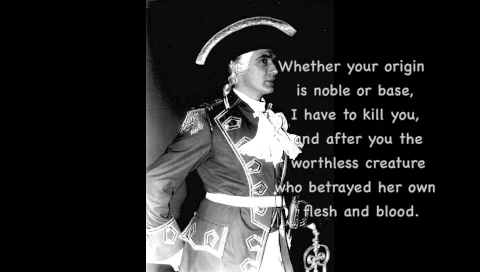 Whether your origin
is noble or base,
I have to kill you,
and after you the
worthless creature
who betrayed her own
flesh and blood.